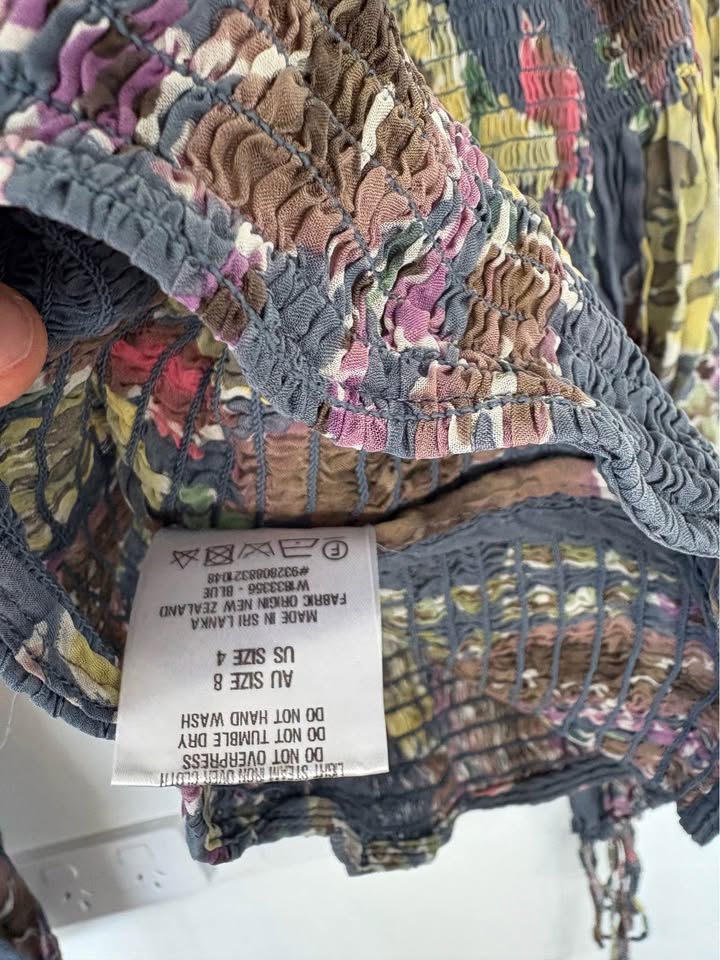 LIGHT STEAM IRON OVER CLOTH
DO NOT OVERPRESS
DO NOT TUMBLE DRY
DO NOT HAND WASH
AU SIZE 8
US SIZE 4
MADE IN SRI LANKA
FABRIC ORIGIN NEW ZEALAND
W1833356 - BLUE
#9328088321048
F